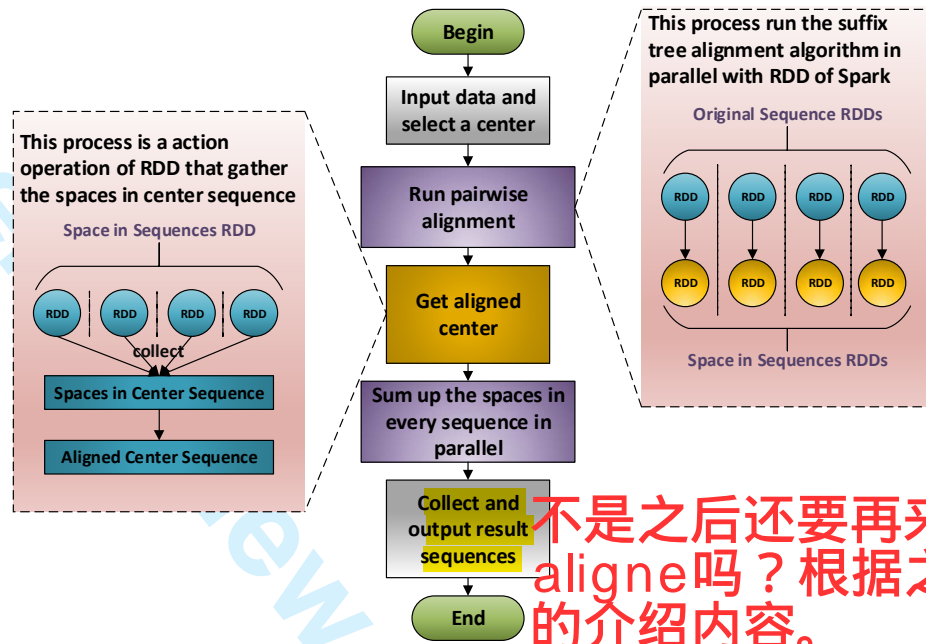 Begin
Input data and
select a center
Run pairwise
alignment
Get aligned
center
Sum up the spaces in
every sequence in
parallel
Collect and
output result
sequences
End
This process is a action
operation of RDD that gather
the spaces in center sequence
Space in Sequences RDD
RDD
RDD
RDD
RDD
collect
Spaces in Center Sequence
Aligned Center Sequence
This process run the suffix
tree alignment algorithm in
parallel with RDD of Spark
Original Sequence RDDs
RDD
RDD
RDD
RDD
RDD
RDD
RDD
RDD
Space in Sequences RDDs
不是之后还要再来
aligne吗？根据之
的介绍内容。
ew